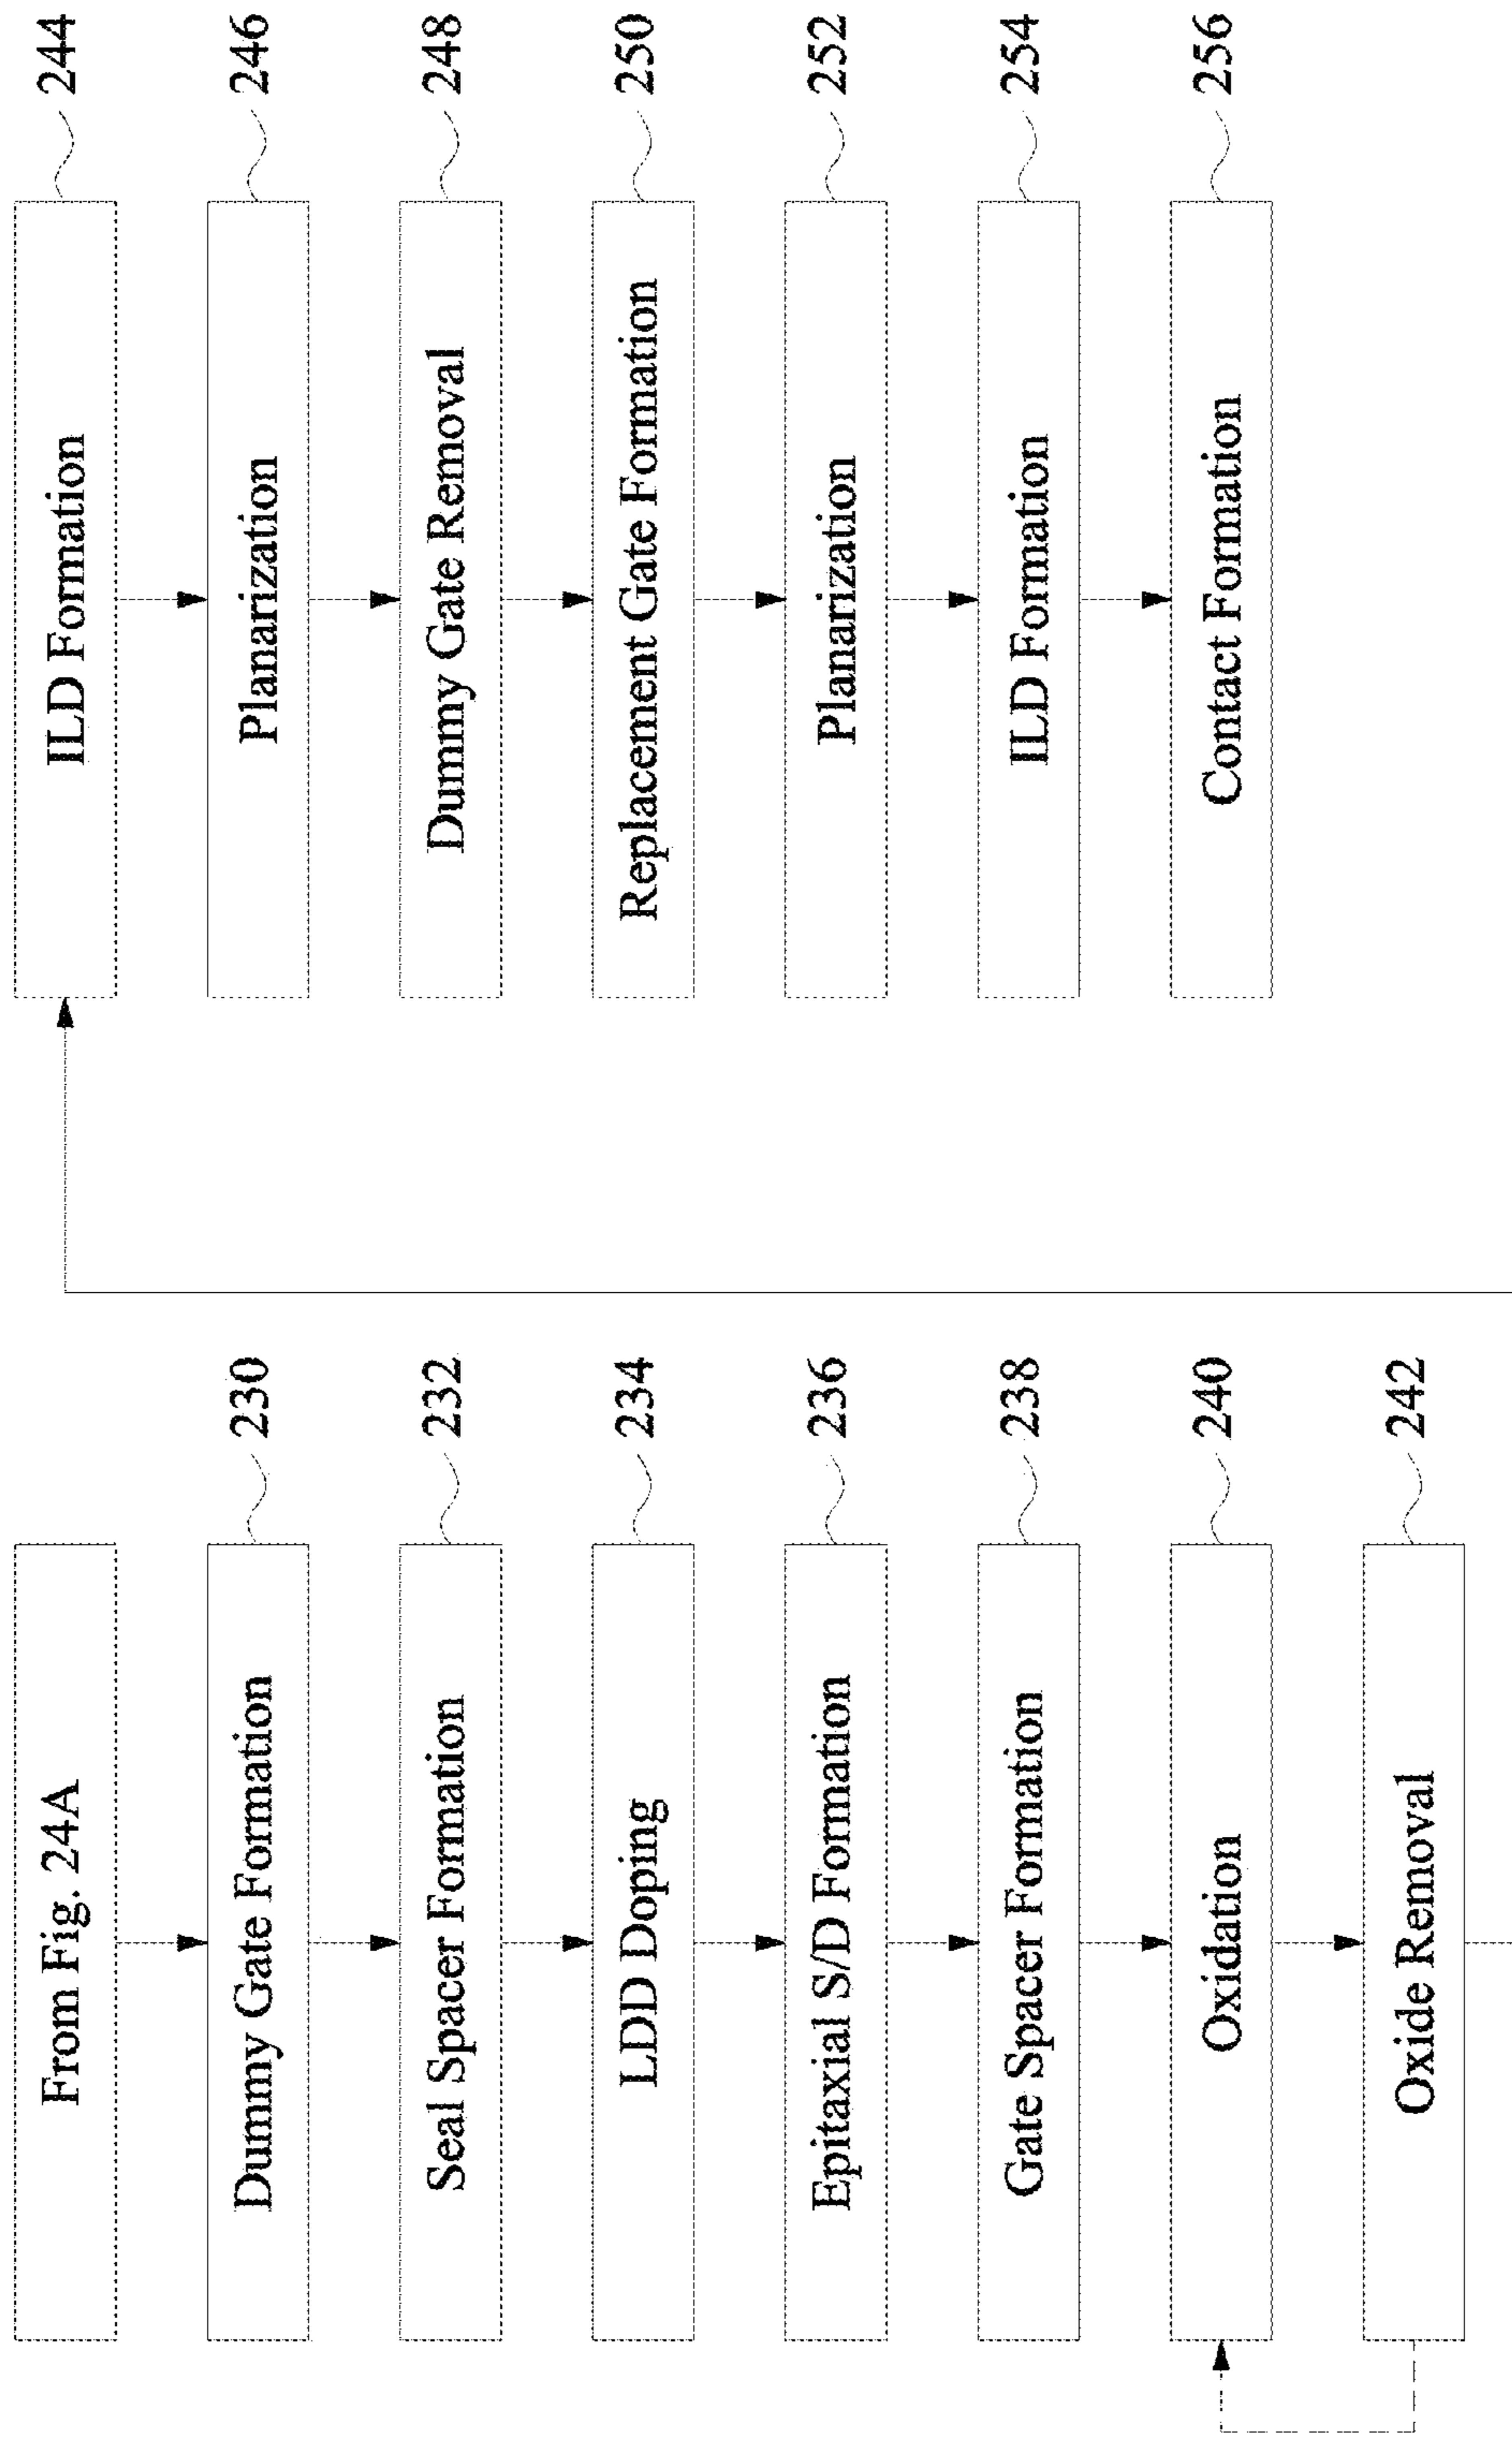 From Fig. 24A
Dummy Gate Formation
230
Seal Spacer Formation
232
LDD Doping
234
Epitaxial S/D Formation
236
Gate Spacer Formation
238
Oxidation
240
Oxide Removal
242
ILD Formation
244
Planarization
246
Dummy Gate Removal
248
Replacement Gate Formation
250
Planarization
252
ILD Formation
254
Contact Formation
256